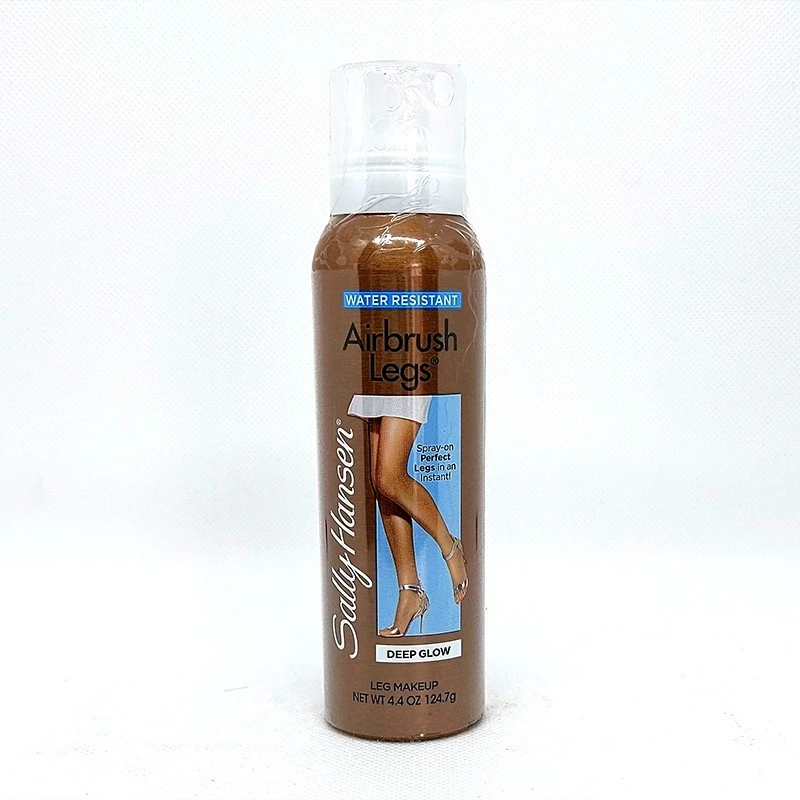 WATER RESISTANT
Airbrush
Legs®
Sally Hansen®
Spray-on
Perfect
Legs in an
Instant!
DEEP GLOW
LEG MAKEUP
NET WT 4.4 OZ 124.7g